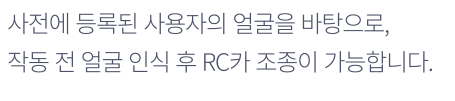 사전에 등록된 사용자의 얼굴을 바탕으로,
작동 전 얼굴 인식 후 RC카 조종이 가능합니다.